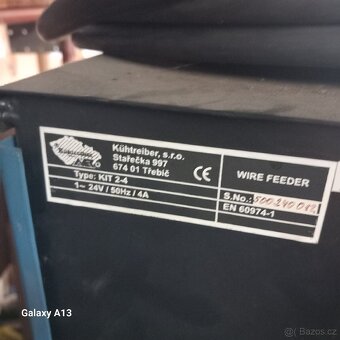 Kühtreiber, s.r.o.
Stařečka 997
674 01 Třebíč
CE
Type: KIT 2-4
1~ 24V / 50Hz / 4A
WIRE FEEDER
S.No.:
EN 60974-1
Galaxy A13
Bazoš.cz